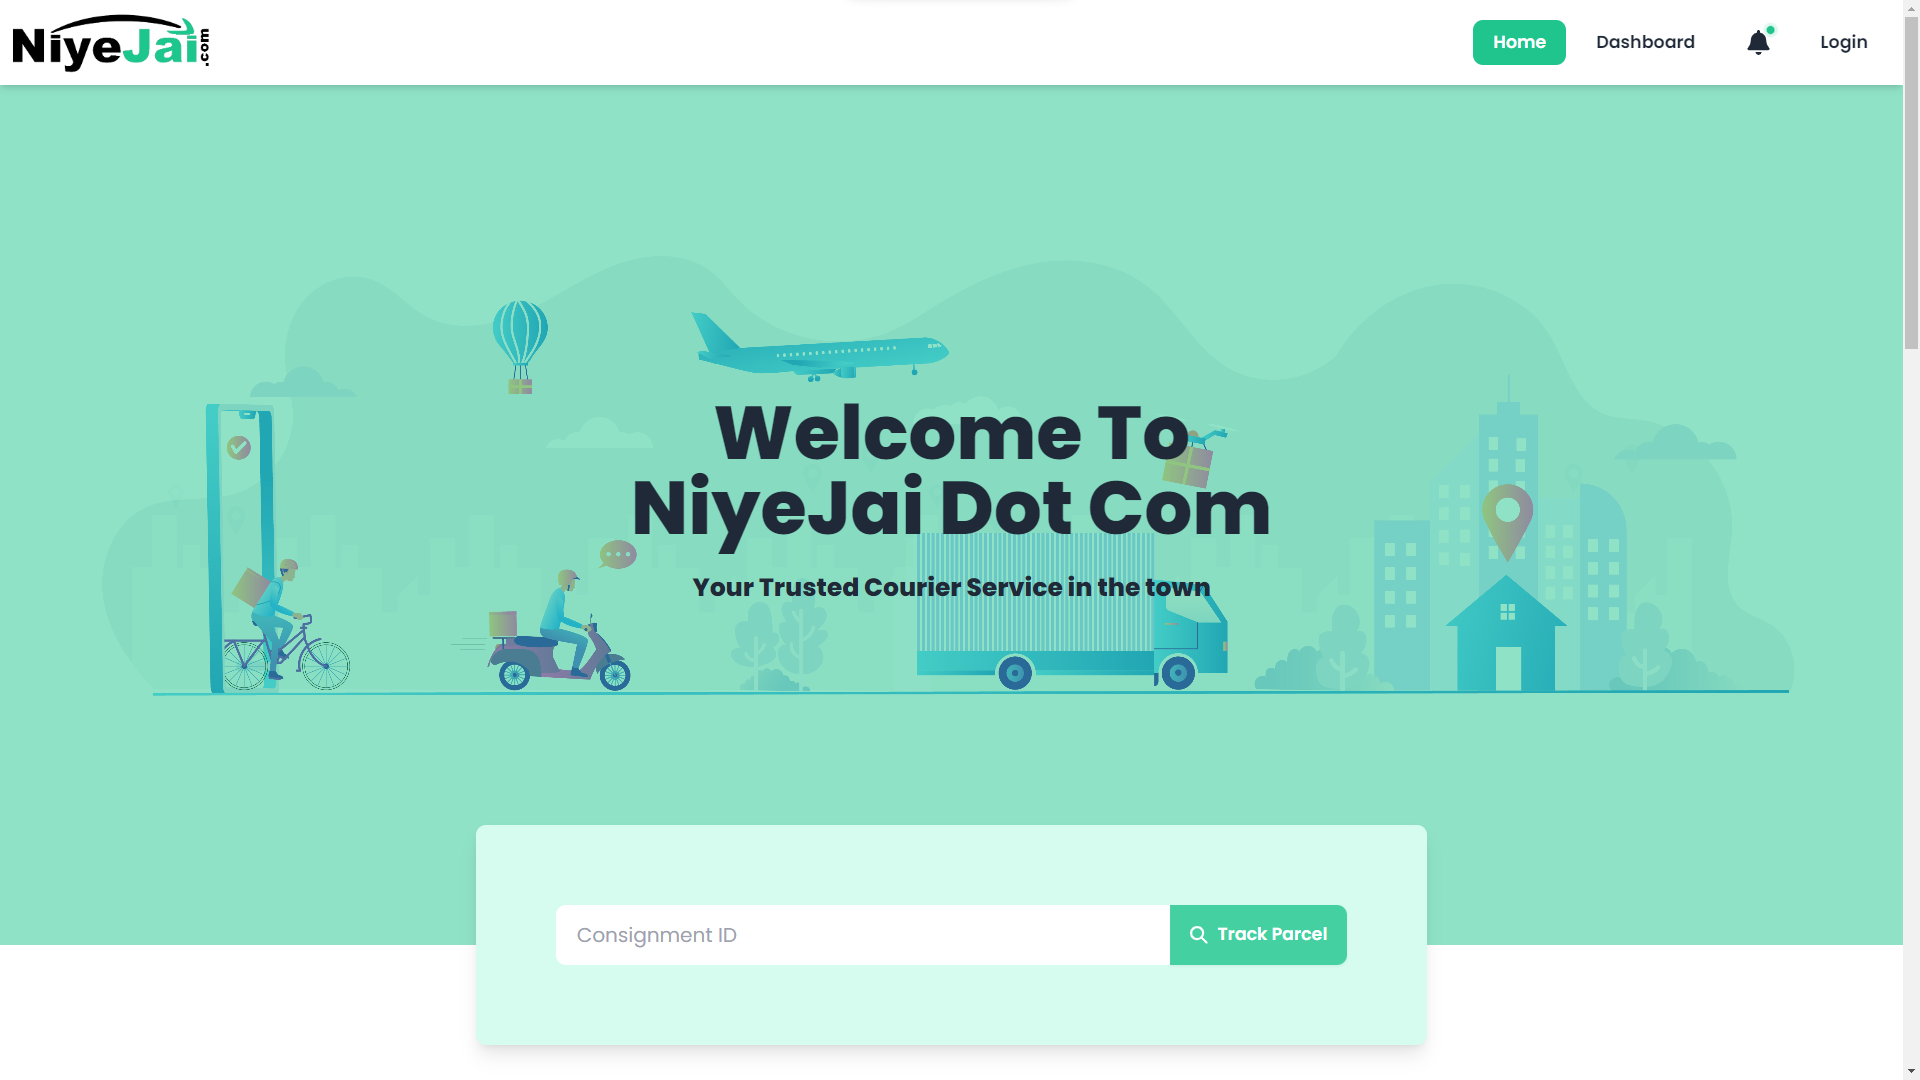 NiyeJai.com
Home
Dashboard
Login
Welcome To
NiyeJai Dot Com
Your Trusted Courier Service in the town
Consignment ID
Track Parcel